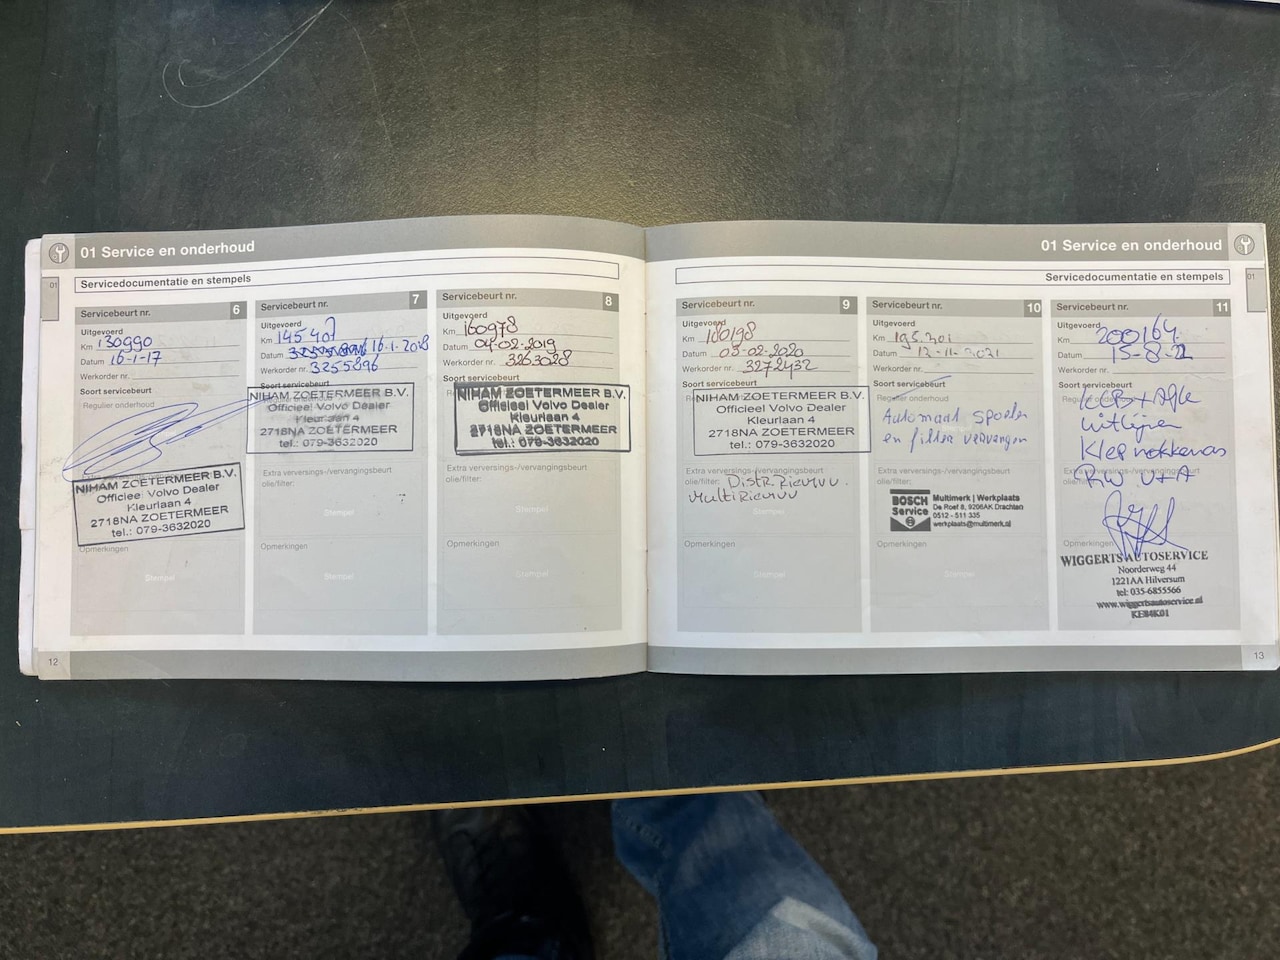 01 Service en onderhoud
Servicedocumentatie en stempels
01
Servicebeurt nr. 6
Uitgevoerd
Km 130990
Datum 16-1-17
Werkorder nr.
Soort servicebeurt
Regulier onderhoud
NIHAM ZOETERMEER B.V.
Officieel Volvo Dealer
Kleurlaan 4
2718NA ZOETERMEER
tel.: 079-3632020
Opmerkingen
Stempel
Servicebeurt nr. 7
Uitgevoerd
Km 145407
Datum 16.1.2018
Werkorder nr. 3255896
Soort servicebeurt
NIHAM ZOETERMEER B.V.
Officieel Volvo Dealer
Kleurlaan 4
2718NA ZOETERMEER
tel.: 079-3632020
Extra verversings-/vervangingsbeurt
olie/filter:
Stempel
Opmerkingen
Stempel
Servicebeurt nr. 8
Uitgevoerd
Km 160978
Datum 04-02-2019
Werkorder nr. 3263028
Soort servicebeurt
NIHAM ZOETERMEER B.V.
Officieel Volvo Dealer
Kleurlaan 4
2718NA ZOETERMEER
tel.: 079-3632020
Extra verversings-/vervangingsbeurt
olie/filter:
Stempel
Opmerkingen
Stempel
12
01 Service en onderhoud
Servicedocumentatie en stempels
01
Servicebeurt nr. 9
Uitgevoerd
Km 180198
Datum 03-02-2020
Werkorder nr. 3272432
Soort servicebeurt
NIHAM ZOETERMEER B.V.
Officieel Volvo Dealer
Kleurlaan 4
2718NA ZOETERMEER
tel.: 079-3632020
Extra verversings-/vervangingsbeurt
olie/filter: Distr.Riem vv.
MultiRiem vv
Stempel
Opmerkingen
Stempel
Servicebeurt nr. 10
Uitgevoerd
Km
Datum 12-11-2021
Werkorder nr.
Soort servicebeurt
Regulier onderhoud
Automaat spoelen
en filter vervangen
Extra verversings-/vervangingsbeurt
olie/filter:
BOSCH Service
Multimerk | Werkplaats
De Roef 8, 9206AK Drachten
0512 - 511 335
werkplaats@multimerk.nl
Opmerkingen
Stempel
Servicebeurt nr. 11
Uitgevoerd
Km 200164
Datum 15-8-22
Werkorder nr.
Soort servicebeurt
Regulier onderhoud
uitlijnen
Klep nokkenas
RW V+A
Opmerkingen
WIGGERTS AUTOSERVICE
Noorderweg 44
1221AA Hilversum
tel: 035-6855566
www.wiggertsautoservice.nl
13